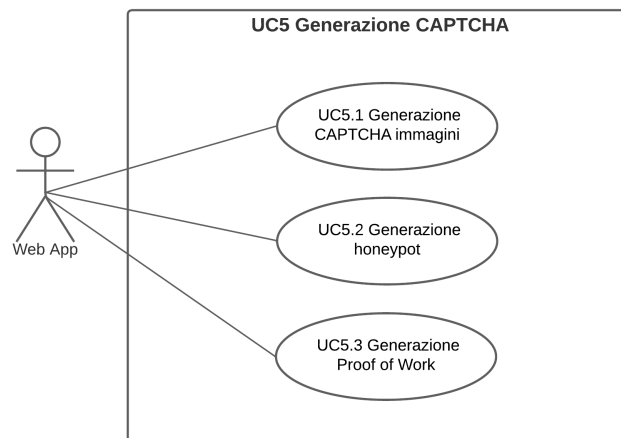 UC5 Generazione CAPTCHA
UC5.1 Generazione
CAPTCHA immagini
Web App
UC5.2 Generazione
honeypot
UC5.3 Generazione
Proof of Work